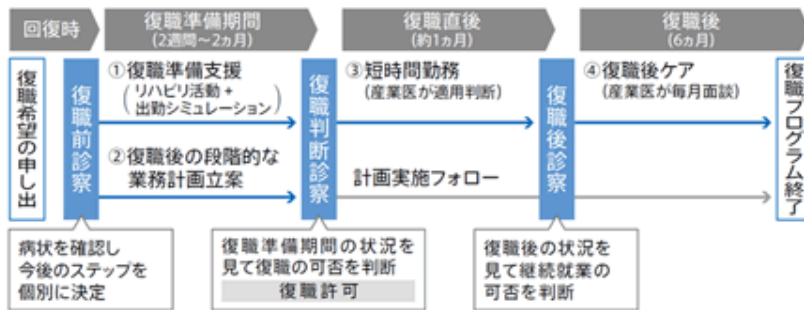 回復時
復職準備期間
(2週間～2ヵ月)
復職直後
(約1ヵ月)
復職後
(6ヵ月)
復職希望の申し出
復職前診察
①復職準備支援
(リハビリ活動+
出勤シミュレーション)
②復職後の段階的な
業務計画立案
復職判断診察
③短時間勤務
(産業医が適用判断)
計画実施フォロー
復職後診察
④復職後ケア
(産業医が毎月面談)
復職プログラム終了
病状を確認し
今後のステップを
個別に決定
復職準備期間の状況を
見て復職の可否を判断
復職許可
復職後の状況を
見て継続就業の
可否を判断